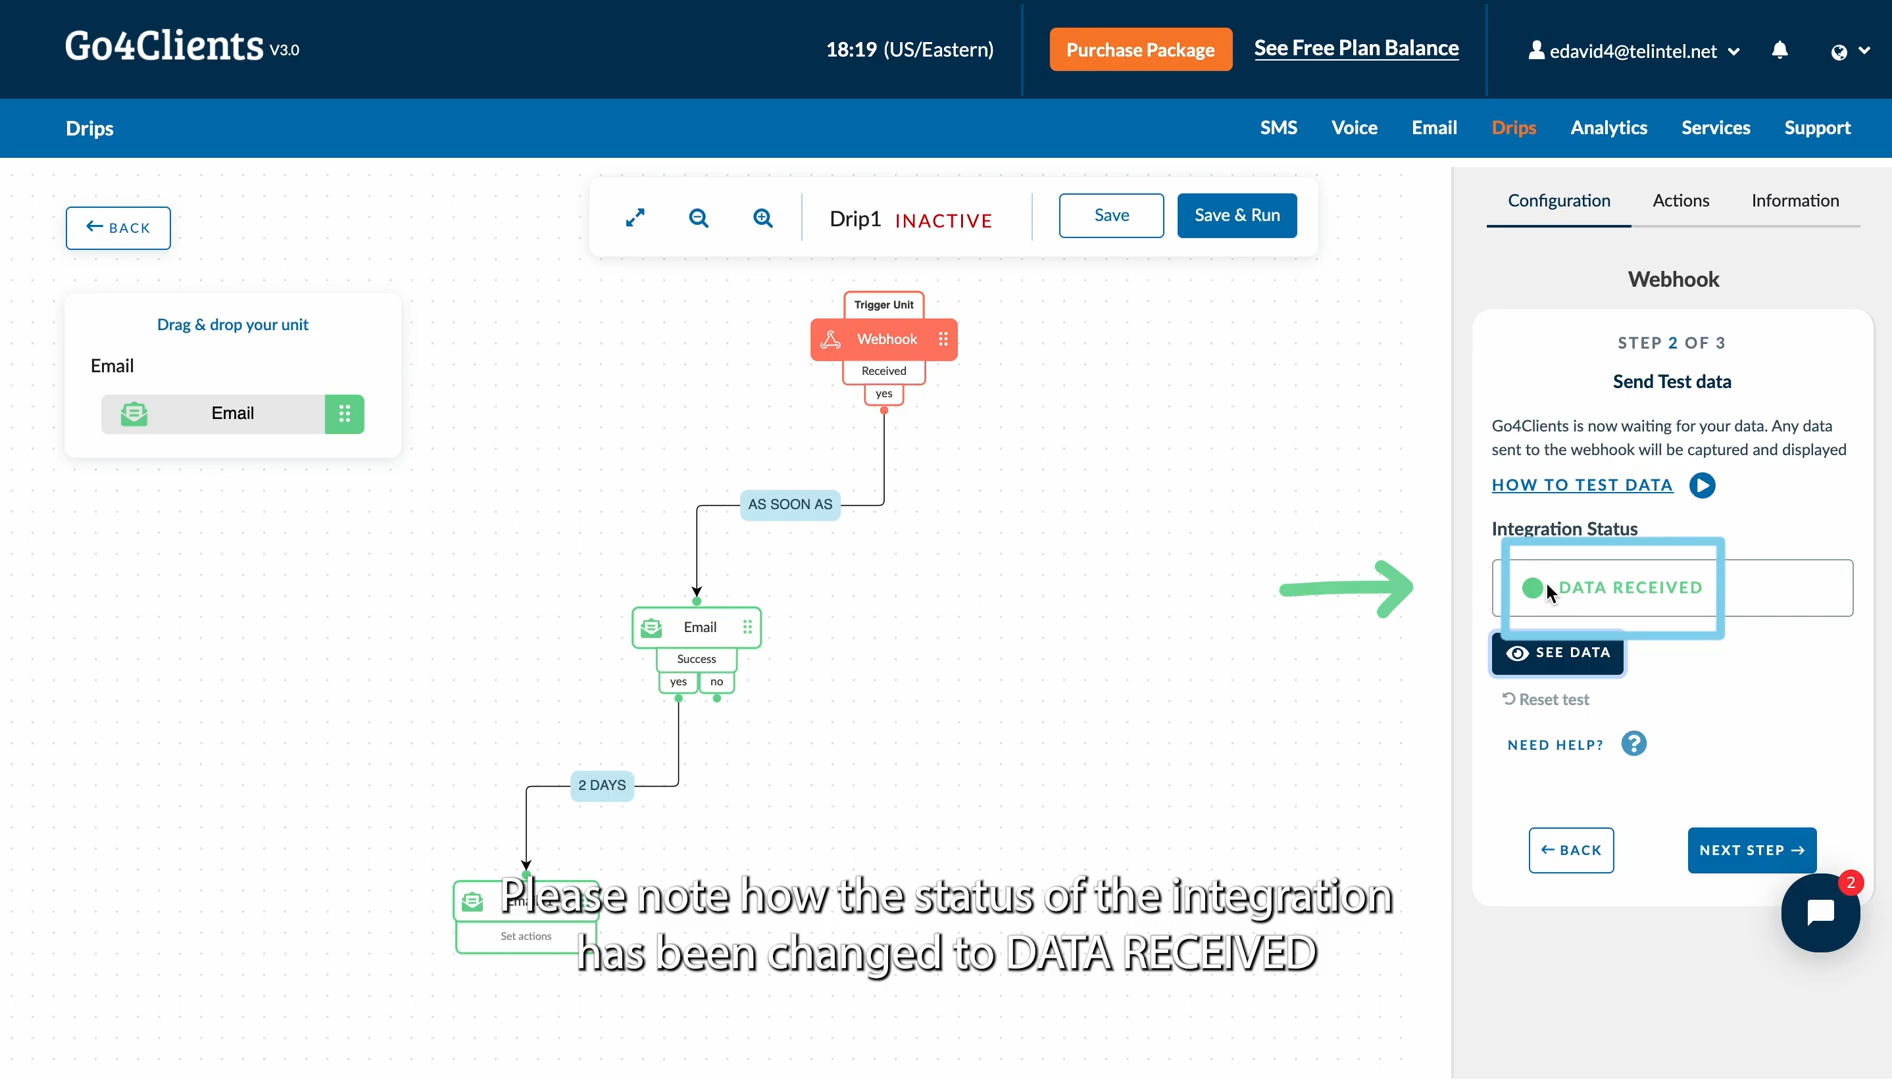 Go4Clients V3.0
18:19 (US/Eastern)
Purchase Package
See Free Plan Balance
edavid4@telintel.net
Drips
SMS
Voice
Email
Drips
Analytics
Services
Support
← BACK
Drip1 INACTIVE
Save
Save & Run
Configuration
Actions
Information
Drag & drop your unit
Email
Email
Trigger Unit
Webhook
Received
yes
AS SOON AS
Email
Success
yes
no
2 DAYS
Set actions
Webhook
STEP 2 OF 3
Send Test data
Go4Clients is now waiting for your data. Any data
sent to the webhook will be captured and displayed
HOW TO TEST DATA
Integration Status
DATA RECEIVED
SEE DATA
Reset test
NEED HELP? ?
← BACK
NEXT STEP →
2
Please note how the status of the integration
has been changed to DATA RECEIVED